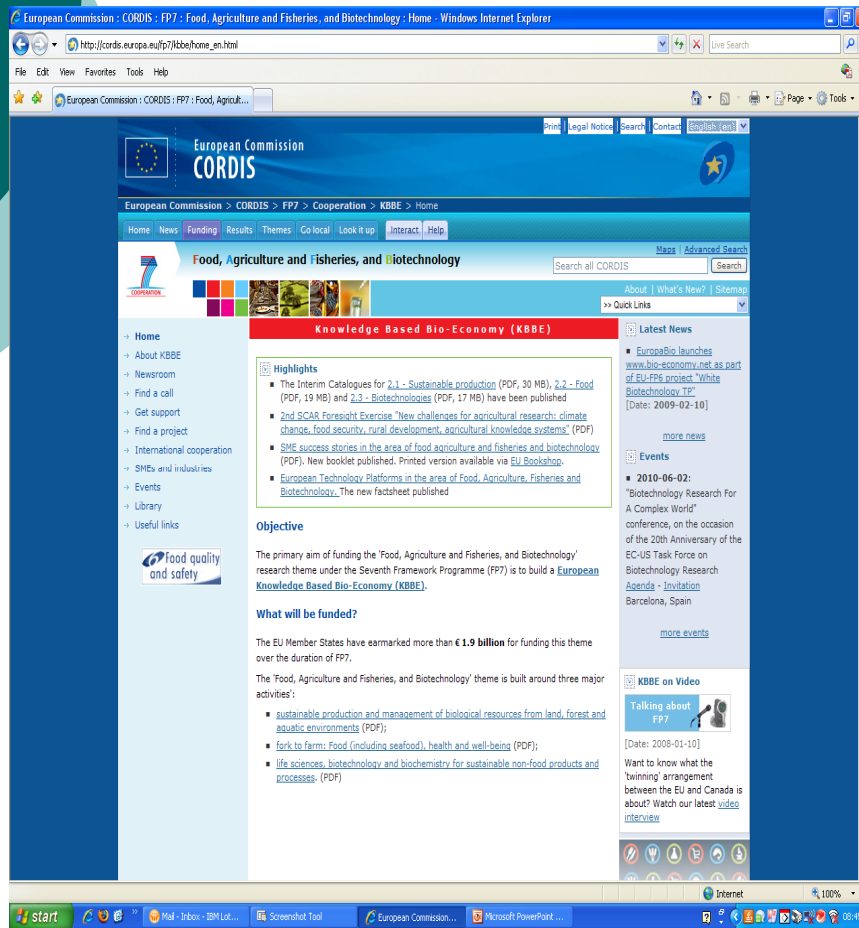 European Commission : CORDIS : FP7 : Food, Agriculture and Fisheries, and Biotechnology : Home - Windows Internet Explorer
http://cordis.europa.eu/fp7/kbbe/home_en.html
Live Search
File Edit View Favorites Tools Help
European Commission : CORDIS : FP7 : Food, Agricult...
Page Tools
Print | Legal Notice | Search | Contact English (en)
European Commission
CORDIS
European Commission > CORDIS > FP7 > Cooperation > KBBE > Home
Home News Funding Results Themes Go local Look it up Interact Help
Maps | Advanced Search
Food, Agriculture and Fisheries, and Biotechnology
Search all CORDIS Search
7
COOPERATION
About | What's New? | Sitemap
>> Quick Links
Knowledge Based Bio-Economy (KBBE)
Home
About KBBE
Newsroom
Find a call
Get support
Find a project
International cooperation
SMEs and industries
Events
Library
Useful links
Food quality
and safety
Highlights
The Interim Catalogues for 2.1 - Sustainable production (PDF, 30 MB), 2.2 - Food
(PDF, 19 MB) and 2.3 - Biotechnologies (PDF, 17 MB) have been published
2nd SCAR Foresight Exercise "New challenges for agricultural research: climate
change, food security, rural development, agricultural knowledge systems" (PDF)
SME success stories in the area of food agriculture and fisheries and biotechnology
(PDF). New booklet published. Printed version available via EU Bookshop.
European Technology Platforms in the area of Food, Agriculture, Fisheries and
Biotechnology. The new factsheet published
Objective
The primary aim of funding the 'Food, Agriculture and Fisheries, and Biotechnology'
research theme under the Seventh Framework Programme (FP7) is to build a European
Knowledge Based Bio-Economy (KBBE).
What will be funded?
The EU Member States have earmarked more than € 1.9 billion for funding this theme
over the duration of FP7.
The 'Food, Agriculture and Fisheries, and Biotechnology' theme is built around three major
activities':
sustainable production and management of biological resources from land, forest and
aquatic environments (PDF);
fork to farm: Food (including seafood), health and well-being (PDF);
life sciences, biotechnology and biochemistry for sustainable non-food products and
processes. (PDF)
Latest News
EuropaBio launches
www.bio-economy.net as part
of EU-FP6 project "White
Biotechnology TP"
[Date: 2009-02-10]
more news
Events
2010-06-02:
"Biotechnology Research For
A Complex World"
conference, on the occasion
of the 20th Anniversary of the
EC-US Task Force on
Biotechnology Research
Agenda - Invitation
Barcelona, Spain
more events
KBBE on Video
Talking about
FP7
[Date: 2008-01-10]
Want to know what the
'twinning' arrangement
between the EU and Canada is
about? Watch our latest video
interview
Internet 100%
start Mail - Inbox - IBM Lot... Screenshot Tool European Commission... Microsoft PowerPoint ...